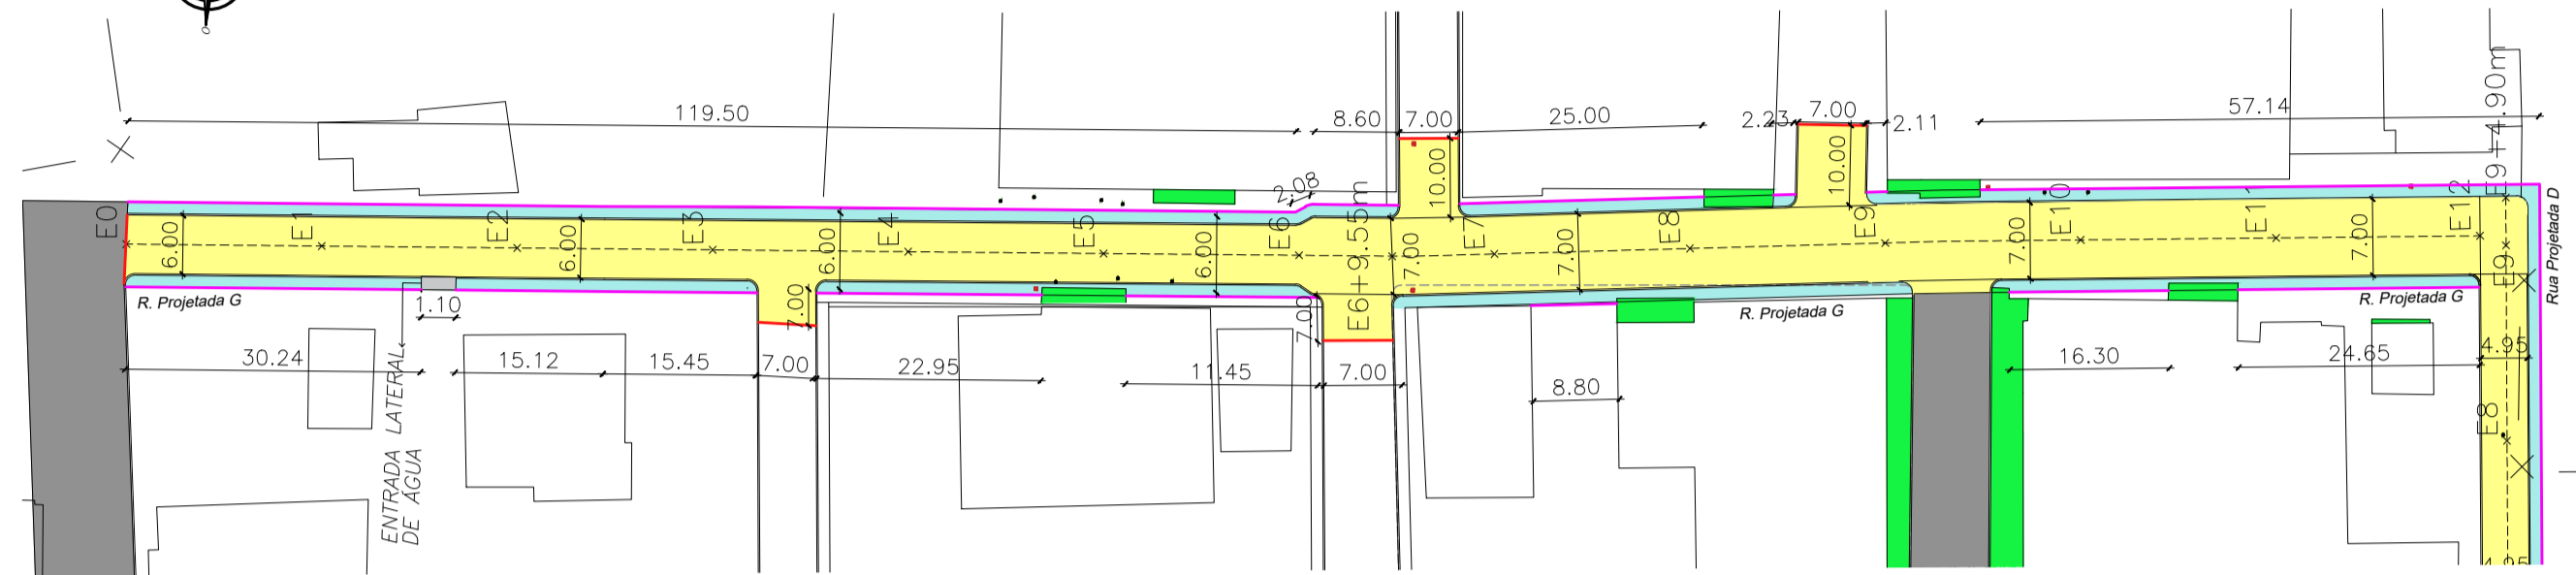 119.50
8.60
7.00
25.00
2.23
7.00
2.11
57.14
E9+4.90m
2.08
10.00
10.00
E0
E1
E2
E3
E4
E5
E6
E6+9.55m
E7
E8
E9
E10
E12
6.00
6.00
6.00
6.00
7.00
7.00
7.00
7.00
Rua Projetada D
E9
R. Projetada G
1.10
7.00
7.00
R. Projetada G
R. Projetada G
ENTRADA LATERAL
DE ÁGUA
30.24
15.12
15.45
7.00
22.95
11.45
7.00
8.80
16.30
24.65
4.95
E8
4.95